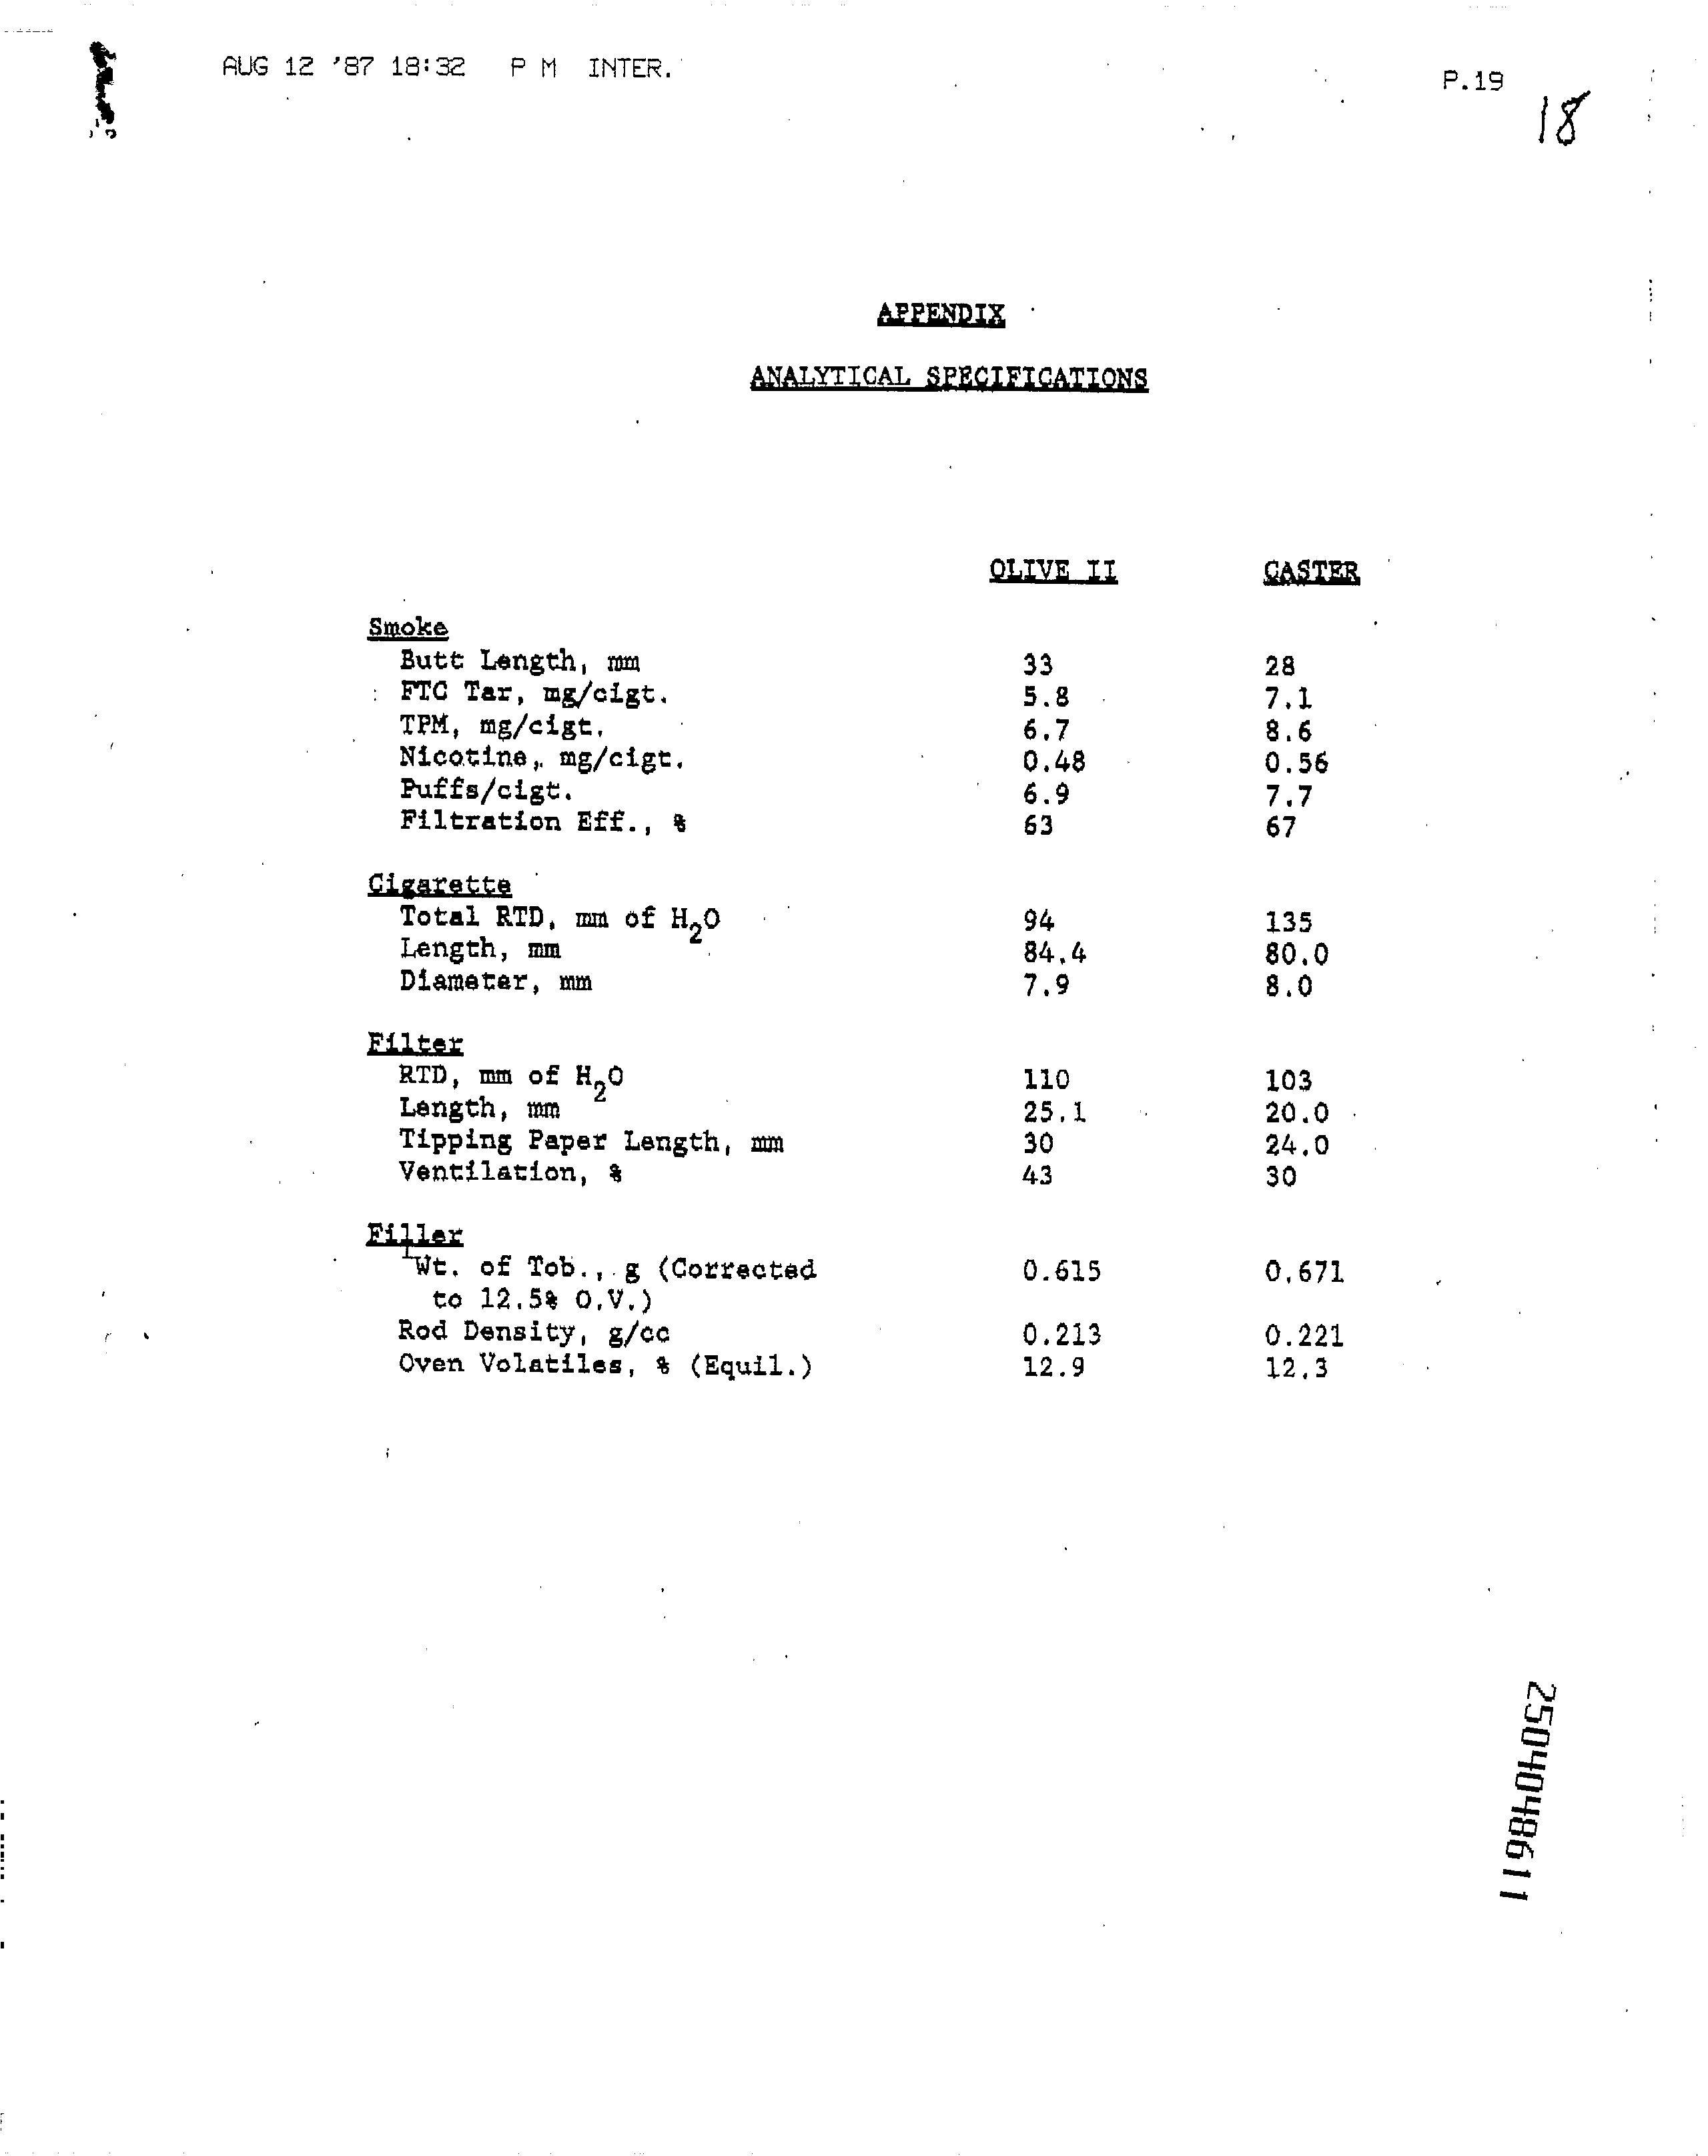 AUG 12 '87 18:32 P M INTER. P.19
18
APPENDIX
ANALYTICAL SPECIFICATIONS
OLIVE II CASTER
Smoke
Butt Length, mm 33 28
FTC Tar, mg/cigt. 5.8 7.1
TPM, mg/cigt. 6.7 8.6
Nicotine, mg/cigt. 0.48 0.56
Puffs/cigt. 6.9 7.7
Filtration Eff., % 63 67
Cigarette
Total RTD, mm of H₂O 94 135
Length, mm 84.4 80.0
Diameter, mm 7.9 8.0
Filter
RTD, mm of H₂O 110 103
Length, mm 25.1 20.0
Tipping Paper Length, mm 30 24.0
Ventilation, % 43 30
Filler
Wt. of Tob., g (Corrected 0.615 0.671
to 12.5% O.V.)
Rod Density, g/cc 0.213 0.221
Oven Volatiles, % (Equil.) 12.9 12.3
2504048611